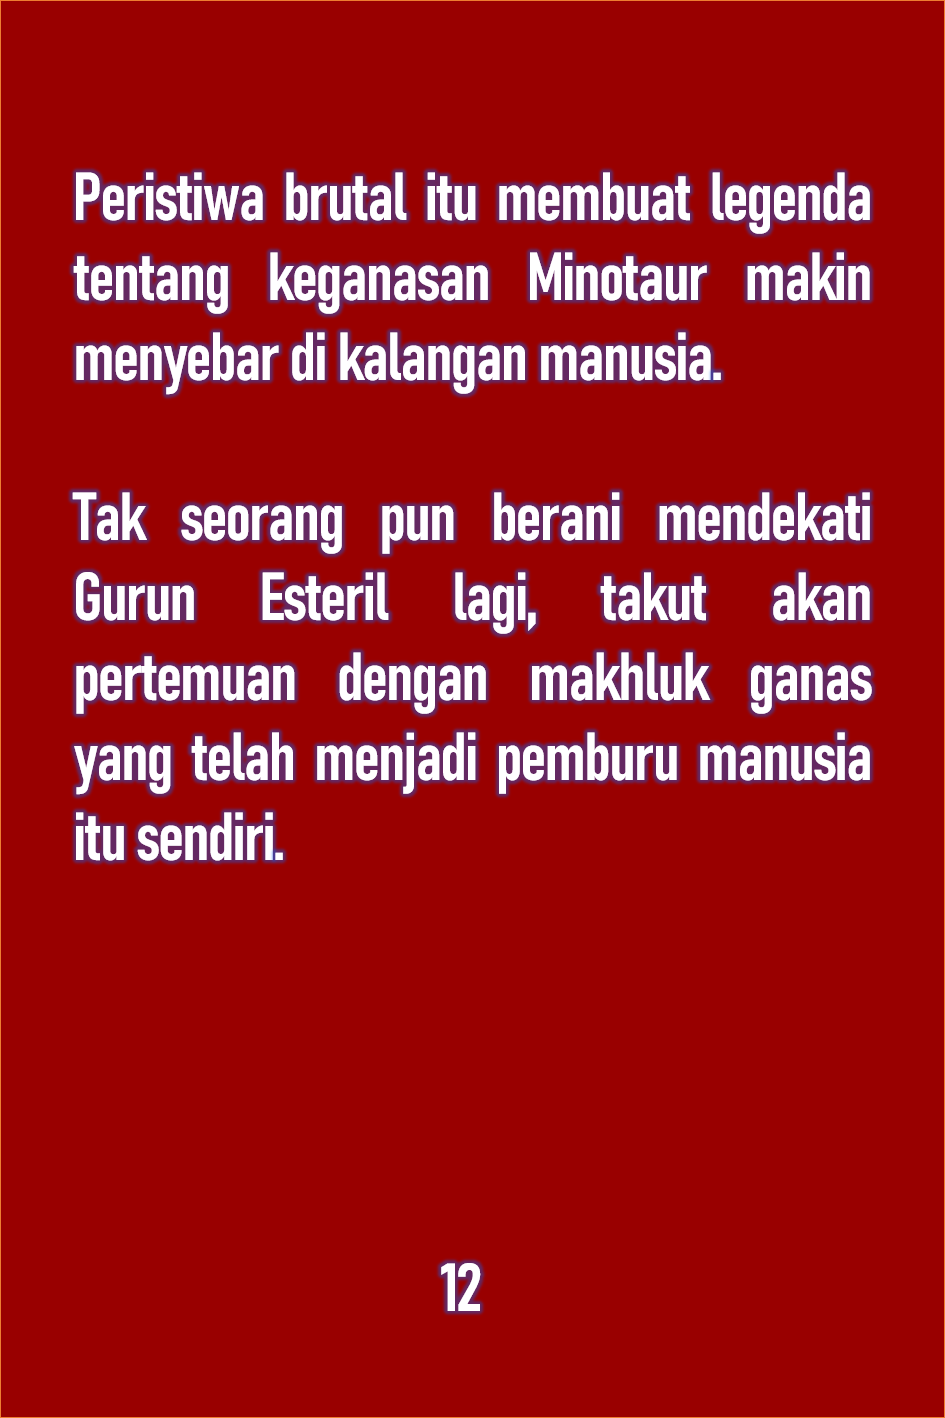 Peristiwa brutal itu membuat legenda
tentang keganasan Minotaur makin
menyebar di kalangan manusia.
Tak seorang pun berani mendekati
Gurun Esteril lagi, takut akan
pertemuan dengan makhluk ganas
yang telah menjadi pemburu manusia
itu sendiri.
12